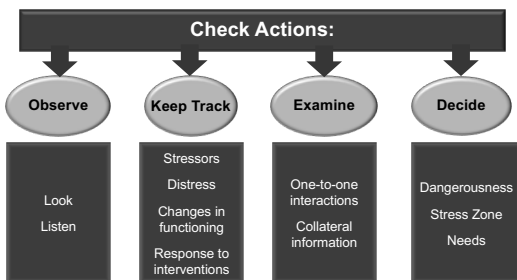 Check Actions:
Observe
Keep Track
Examine
Decide
Look
Listen
Stressors
Distress
Changes in
functioning
Response to
interventions
One-to-one
interactions
Collateral
information
Dangerousness
Stress Zone
Needs